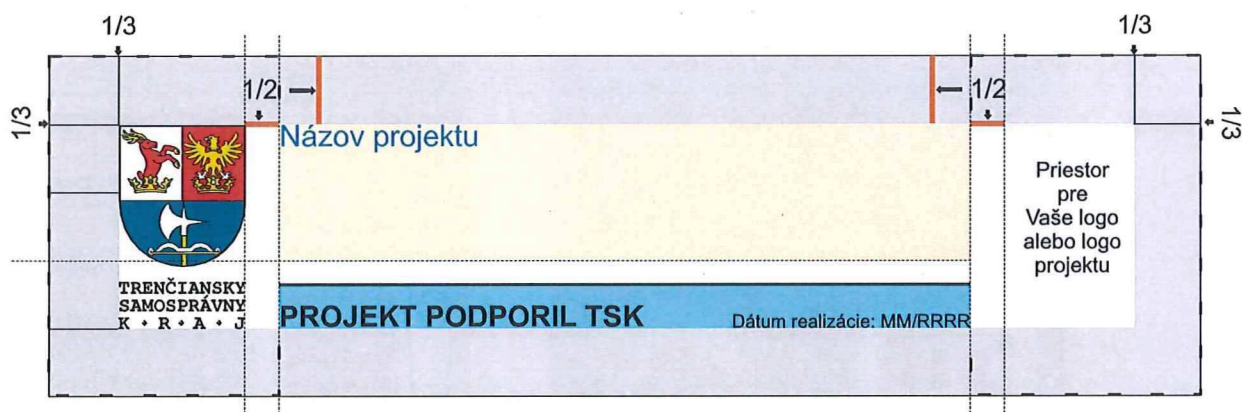 1/3
1/3
1/2
1/2
1/3
1/3
Názov projektu
Priestor
pre
Vaše logo
alebo logo
projektu
TRENČIANSKY
SAMOSPRÁVNY
K • R • A • J
PROJEKT PODPORIL TSK
Dátum realizácie: MM/RRRR